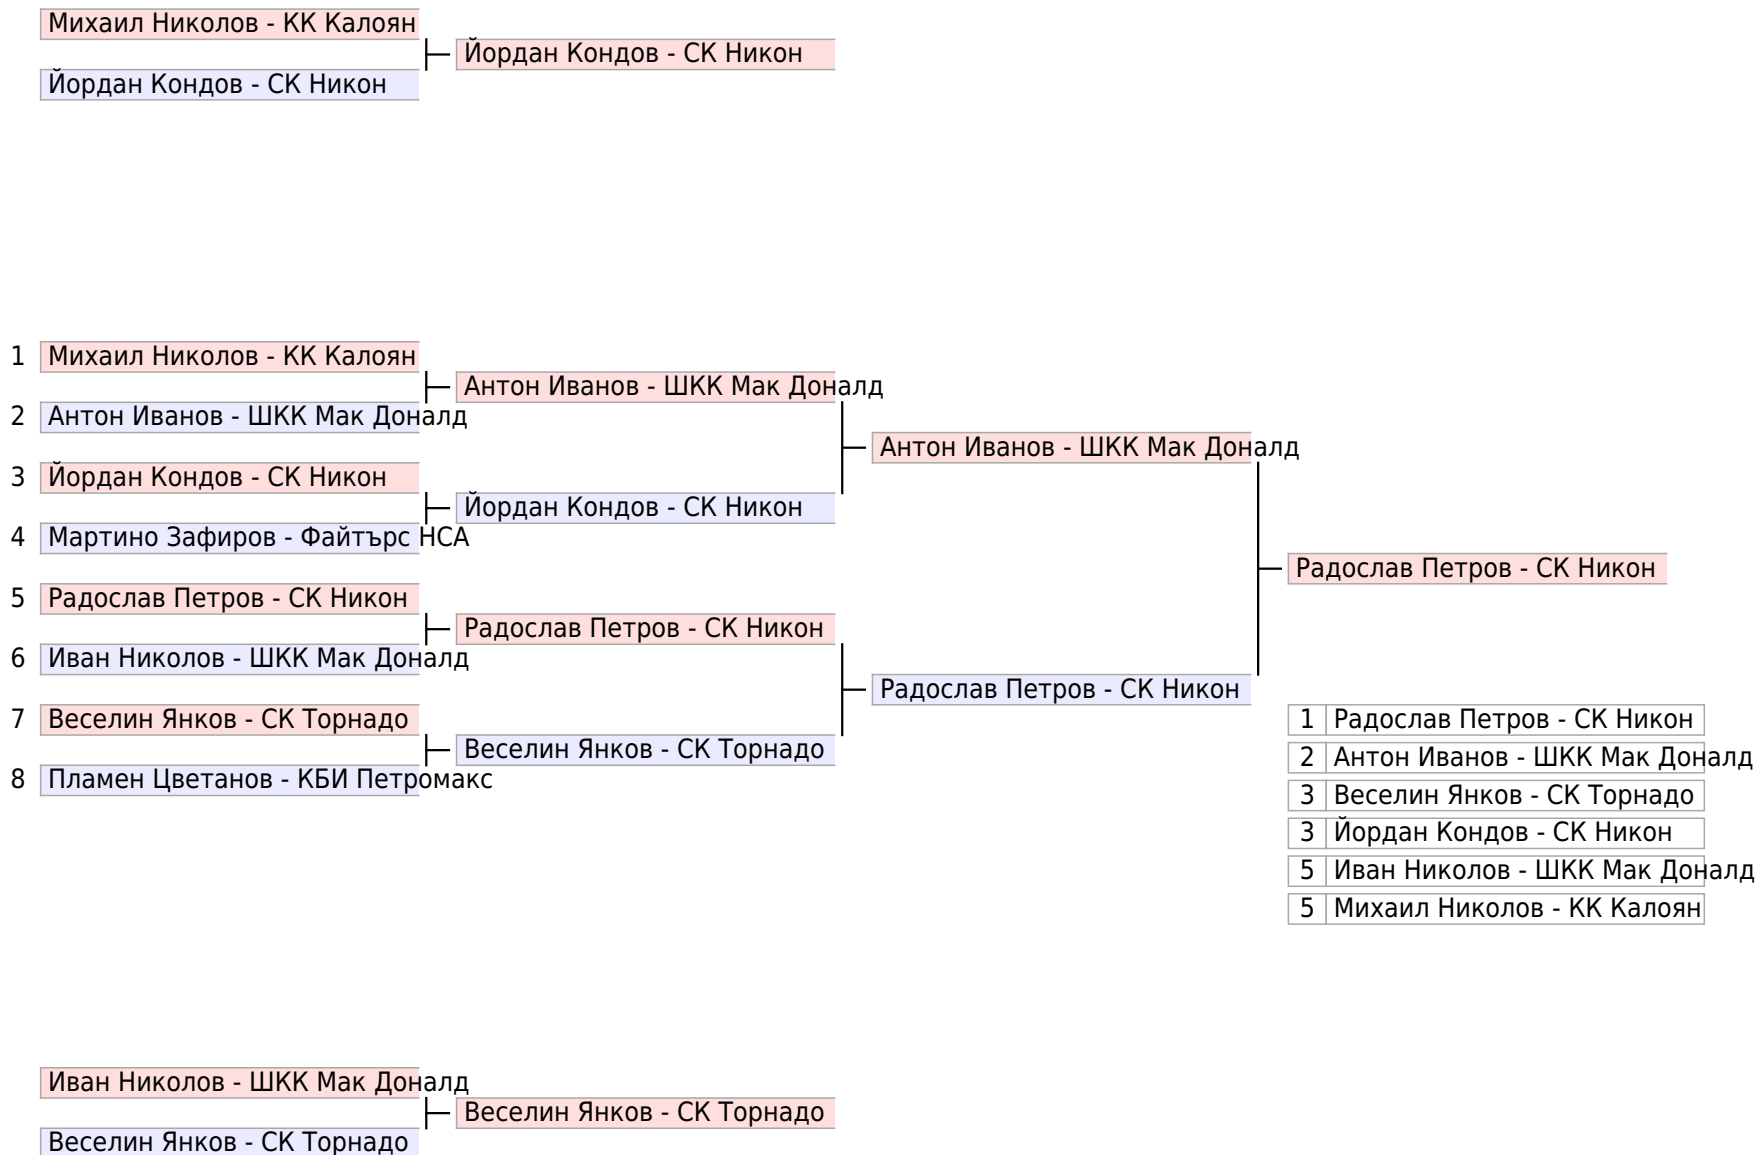 Михаил Николов - КК Калоян
Йордан Кондов - СК Никон
Йордан Кондов - СК Никон
1 Михаил Николов - КК Калоян
Антон Иванов - ШКК Мак Доналд
2 Антон Иванов - ШКК Мак Доналд
Антон Иванов - ШКК Мак Доналд
3 Йордан Кондов - СК Никон
Йордан Кондов - СК Никон
4 Мартино Зафиров - Файтърс НСА
Радослав Петров - СК Никон
5 Радослав Петров - СК Никон
Радослав Петров - СК Никон
6 Иван Николов - ШКК Мак Доналд
Радослав Петров - СК Никон
7 Веселин Янков - СК Торнадо
Веселин Янков - СК Торнадо
8 Пламен Цветанов - КБИ Петромакс
1 Радослав Петров - СК Никон
2 Антон Иванов - ШКК Мак Доналд
3 Веселин Янков - СК Торнадо
3 Йордан Кондов - СК Никон
5 Иван Николов - ШКК Мак Доналд
5 Михаил Николов - КК Калоян
Иван Николов - ШКК Мак Доналд
Веселин Янков - СК Торнадо
Веселин Янков - СК Торнадо